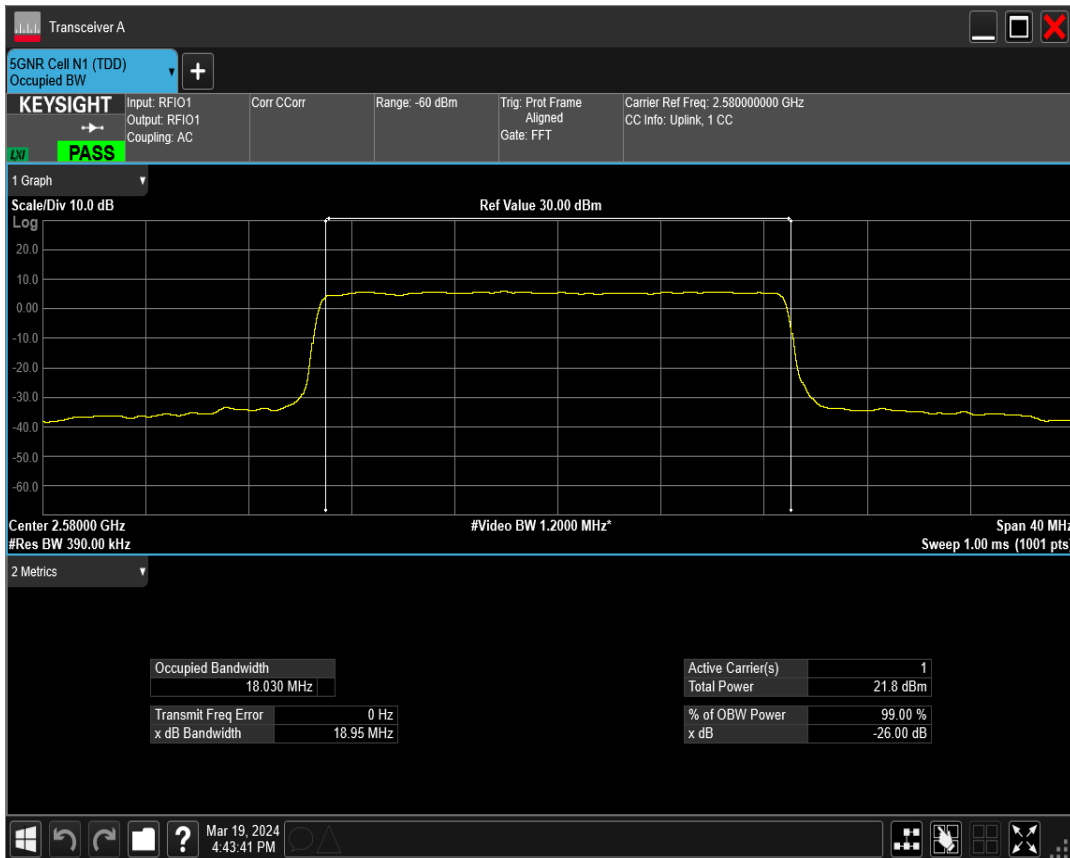 Transceiver A
5GNR Cell N1 (TDD)
Occupied BW
+
KEYSIGHT
LXI
PASS
Input: RFIO1
Output: RFIO1
Coupling: AC
Corr CCorr
Range: -60 dBm
Trig: Prot Frame
Aligned
Gate: FFT
Carrier Ref Freq: 2.580000000 GHz
CC Info: Uplink, 1 CC
1 Graph
Scale/Div 10.0 dB
Ref Value 30.00 dBm
Log
20.0
10.0
0.00
-10.0
-20.0
-30.0
-40.0
-50.0
-60.0
Center 2.58000 GHz
#Video BW 1.2000 MHz*
Span 40 MHz
#Res BW 390.00 kHz
Sweep 1.00 ms (1001 pts)
2 Metrics
Occupied Bandwidth
18.030 MHz
Transmit Freq Error 0 Hz
x dB Bandwidth 18.95 MHz
Active Carrier(s) 1
Total Power 21.8 dBm
% of OBW Power 99.00 %
x dB -26.00 dB
?
Mar 19, 2024
4:43:41 PM